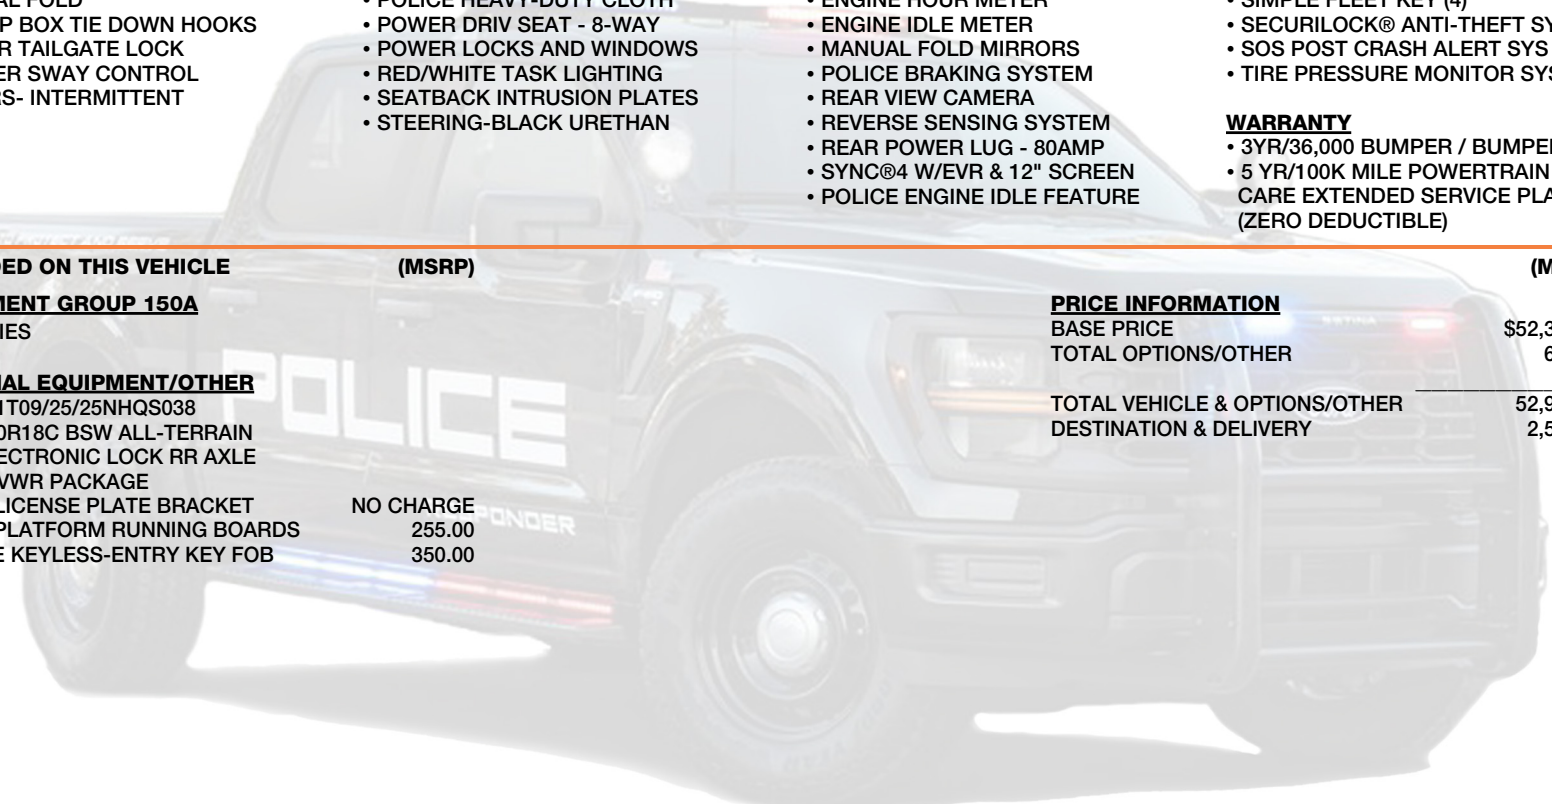 AL FOLD
P BOX TIE DOWN HOOKS
R TAILGATE LOCK
ER SWAY CONTROL
RS- INTERMITTENT
• POLICE HEAVY-DUTY CLOTH
• POWER DRIV SEAT - 8-WAY
• POWER LOCKS AND WINDOWS
• RED/WHITE TASK LIGHTING
• SEATBACK INTRUSION PLATES
• STEERING-BLACK URETHAN
• ENGINE HOUR METER
• ENGINE IDLE METER
• MANUAL FOLD MIRRORS
• POLICE BRAKING SYSTEM
• REAR VIEW CAMERA
• REVERSE SENSING SYSTEM
• REAR POWER LUG - 80AMP
• SYNC®4 W/EVR & 12" SCREEN
• POLICE ENGINE IDLE FEATURE
• SIMPLE FLEET KEY (4)
• SECURILOCK® ANTI-THEFT SY
• SOS POST CRASH ALERT SYS
• TIRE PRESSURE MONITOR SYS
WARRANTY
• 3YR/36,000 BUMPER / BUMPER
• 5 YR/100K MILE POWERTRAIN
CARE EXTENDED SERVICE PLA
(ZERO DEDUCTIBLE)
DED ON THIS VEHICLE (MSRP)
(M
MENT GROUP 150A
IES
NAL EQUIPMENT/OTHER
1T09/25/25NHQS038
0R18C BSW ALL-TERRAIN
ECTRONIC LOCK RR AXLE
VWR PACKAGE
LICENSE PLATE BRACKET NO CHARGE
PLATFORM RUNNING BOARDS 255.00
E KEYLESS-ENTRY KEY FOB 350.00
PRICE INFORMATION
BASE PRICE $52,3
TOTAL OPTIONS/OTHER 6
TOTAL VEHICLE & OPTIONS/OTHER 52,9
DESTINATION & DELIVERY 2,5
POLICE
PONDER
SETINA
Ford